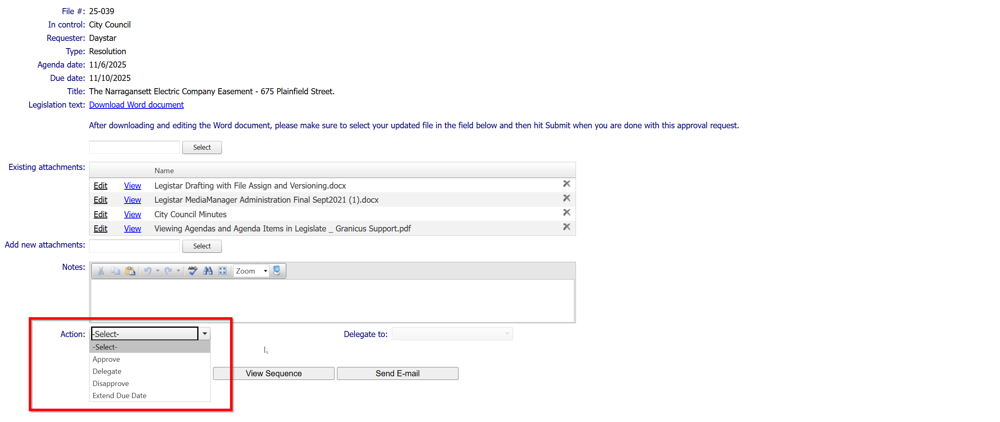 File #: 25-039
In control: City Council
Requester: Daystar
Type: Resolution
Agenda date: 11/6/2025
Due date: 11/10/2025
Title: The Narragansett Electric Company Easement - 675 Plainfield Street.
Legislation text: Download Word document
After downloading and editing the Word document, please make sure to select your updated file in the field below and then hit Submit when you are done with this approval request.
Select
Existing attachments: Name
Edit View Legistar Drafting with File Assign and Versioning.docx
Edit View Legistar MediaManager Administration Final Sept2021 (1).docx
Edit View City Council Minutes
Edit View Viewing Agendas and Agenda Items in Legislate _ Granicus Support.pdf
Add new attachments: Select
Notes: ABC Zoom
Action: -Select- Delegate to:
-Select-
Approve
Delegate
View Sequence Send E-mail
Disapprove
Extend Due Date